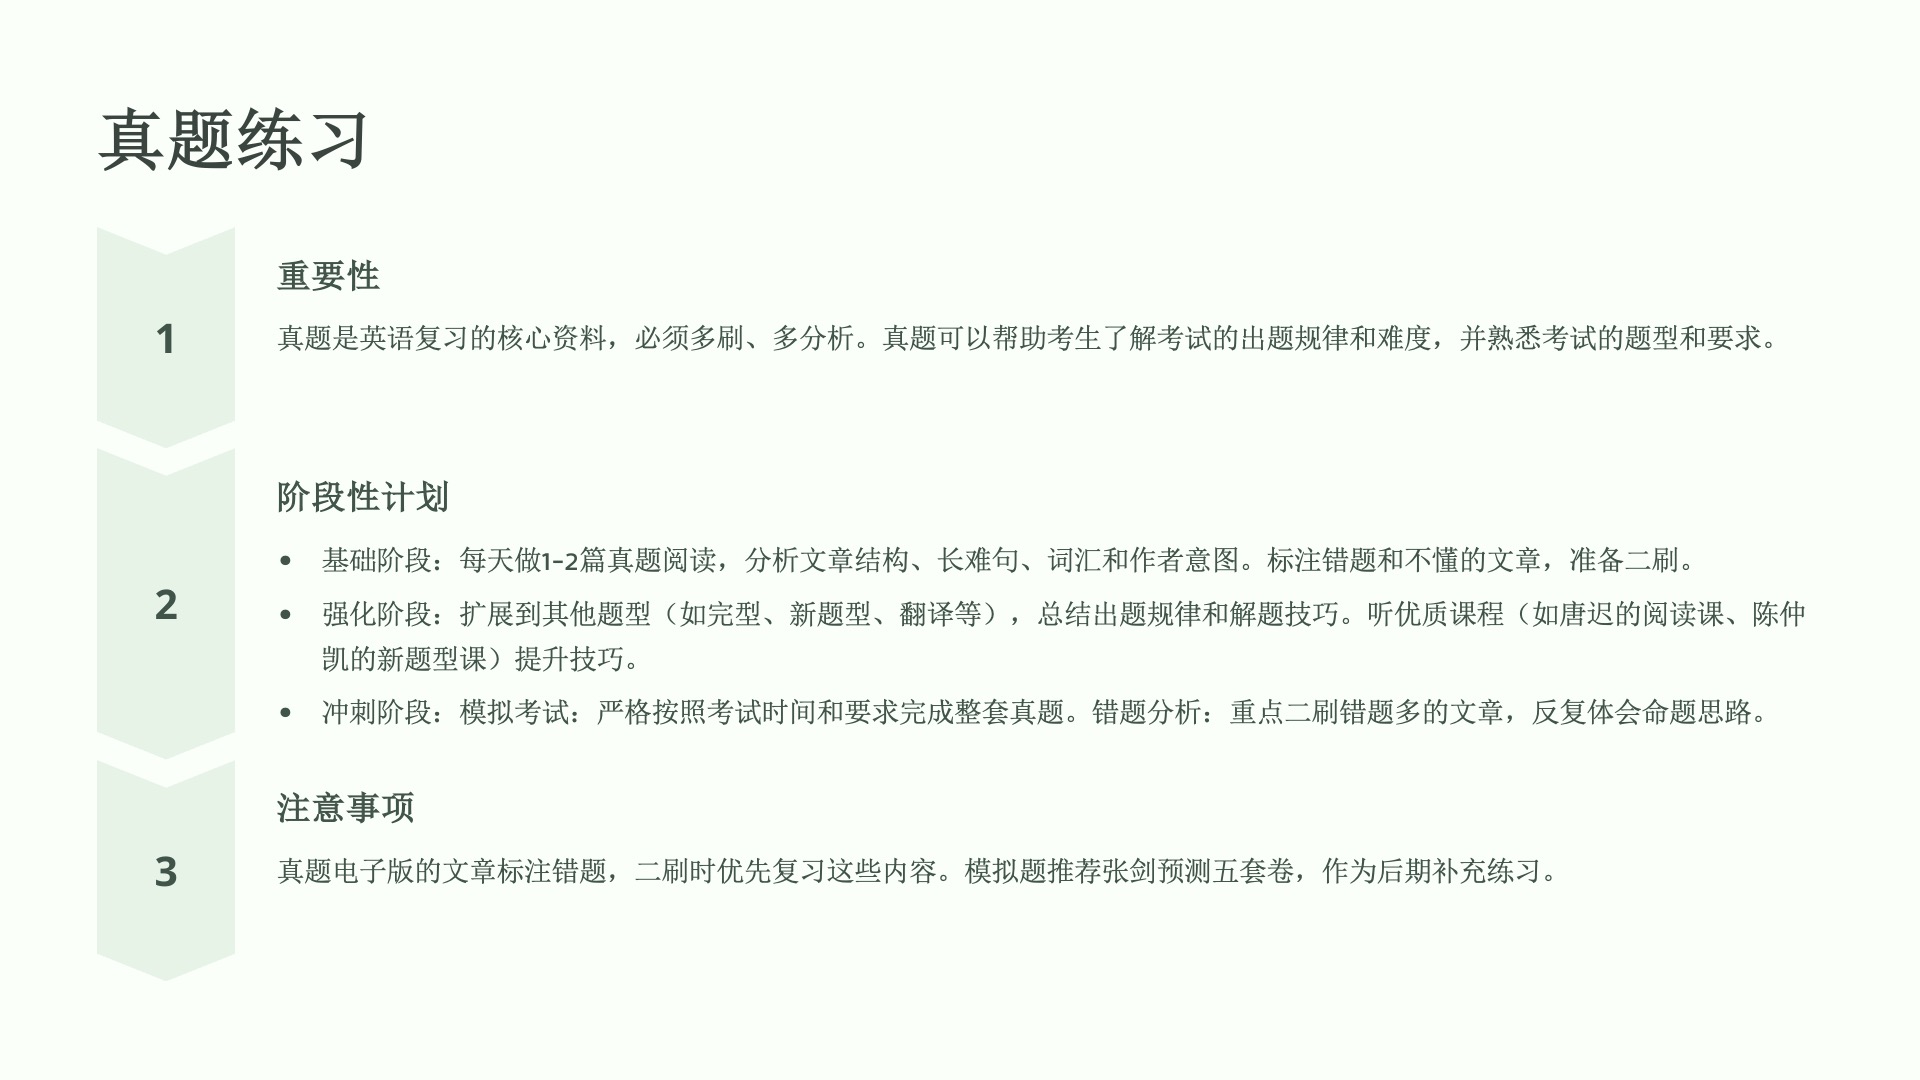 真题练习
1
重要性
真题是英语复习的核心资料，必须多刷、多分析。真题可以帮助考生了解考试的出题规律和难度，并熟悉考试的题型和要求。
2
阶段性计划
• 基础阶段：每天做1-2篇真题阅读，分析文章结构、长难句、词汇和作者意图。标注错题和不懂的文章，准备二刷。
• 强化阶段：扩展到其他题型（如完型、新题型、翻译等），总结出题规律和解题技巧。听优质课程（如唐迟的阅读课、陈仲
凯的新题型课）提升技巧。
• 冲刺阶段：模拟考试：严格按照考试时间和要求完成整套真题。错题分析：重点二刷错题多的文章，反复体会命题思路。
3
注意事项
真题电子版的文章标注错题，二刷时优先复习这些内容。模拟题推荐张剑预测五套卷，作为后期补充练习。